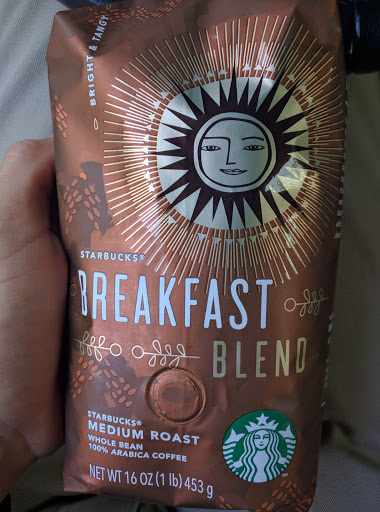 BRIGHT & TANGY
STARBUCKS®
BREAKFAST
BLEND
STARBUCKS®
MEDIUM ROAST
WHOLE BEAN
100% ARABICA COFFEE
NET WT 16 OZ (1 lb) 453 g